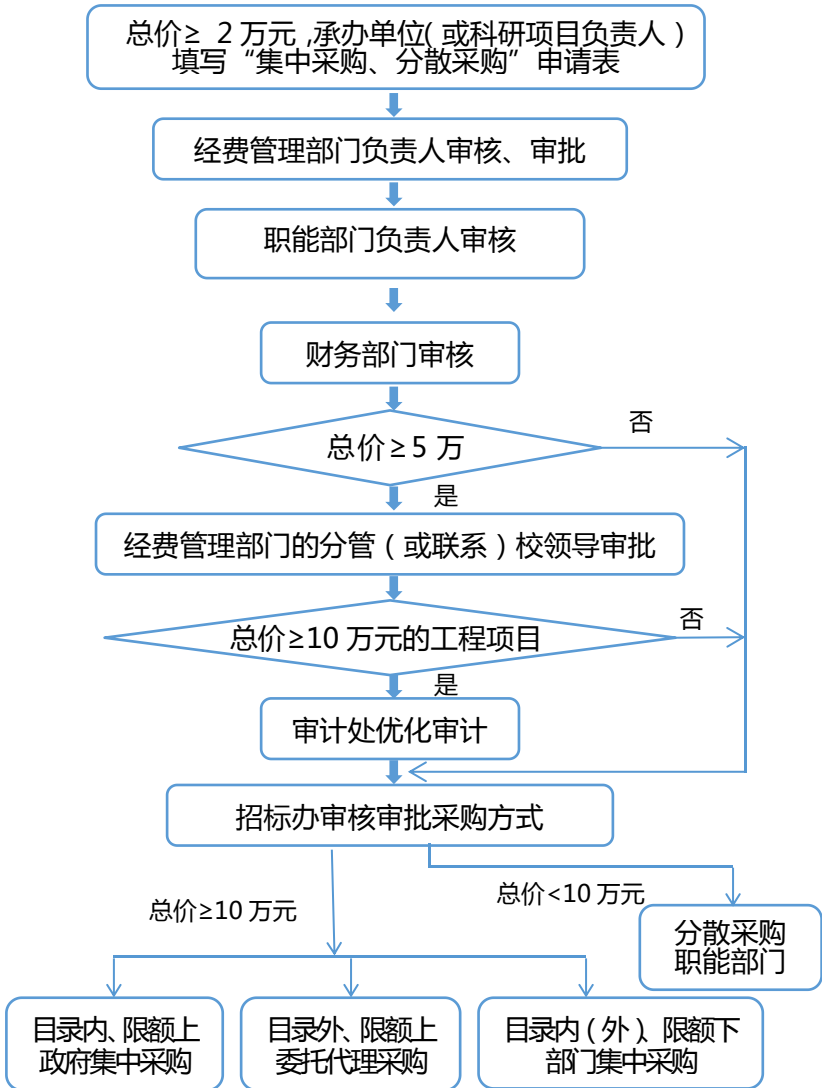 总价≥ 2万元,承办单位(或科研项目负责人)
填写“集中采购、分散采购”申请表
经费管理部门负责人审核、审批
职能部门负责人审核
财务部门审核
总价≥5万
否
是
经费管理部门的分管(或联系)校领导审批
总价≥10万元的工程项目
否
是
审计处优化审计
招标办审核审批采购方式
总价≥10万元
总价<10万元
分散采购
职能部门
目录内、限额上
政府集中采购
目录外、限额上
委托代理采购
目录内(外)、限额下
部门集中采购